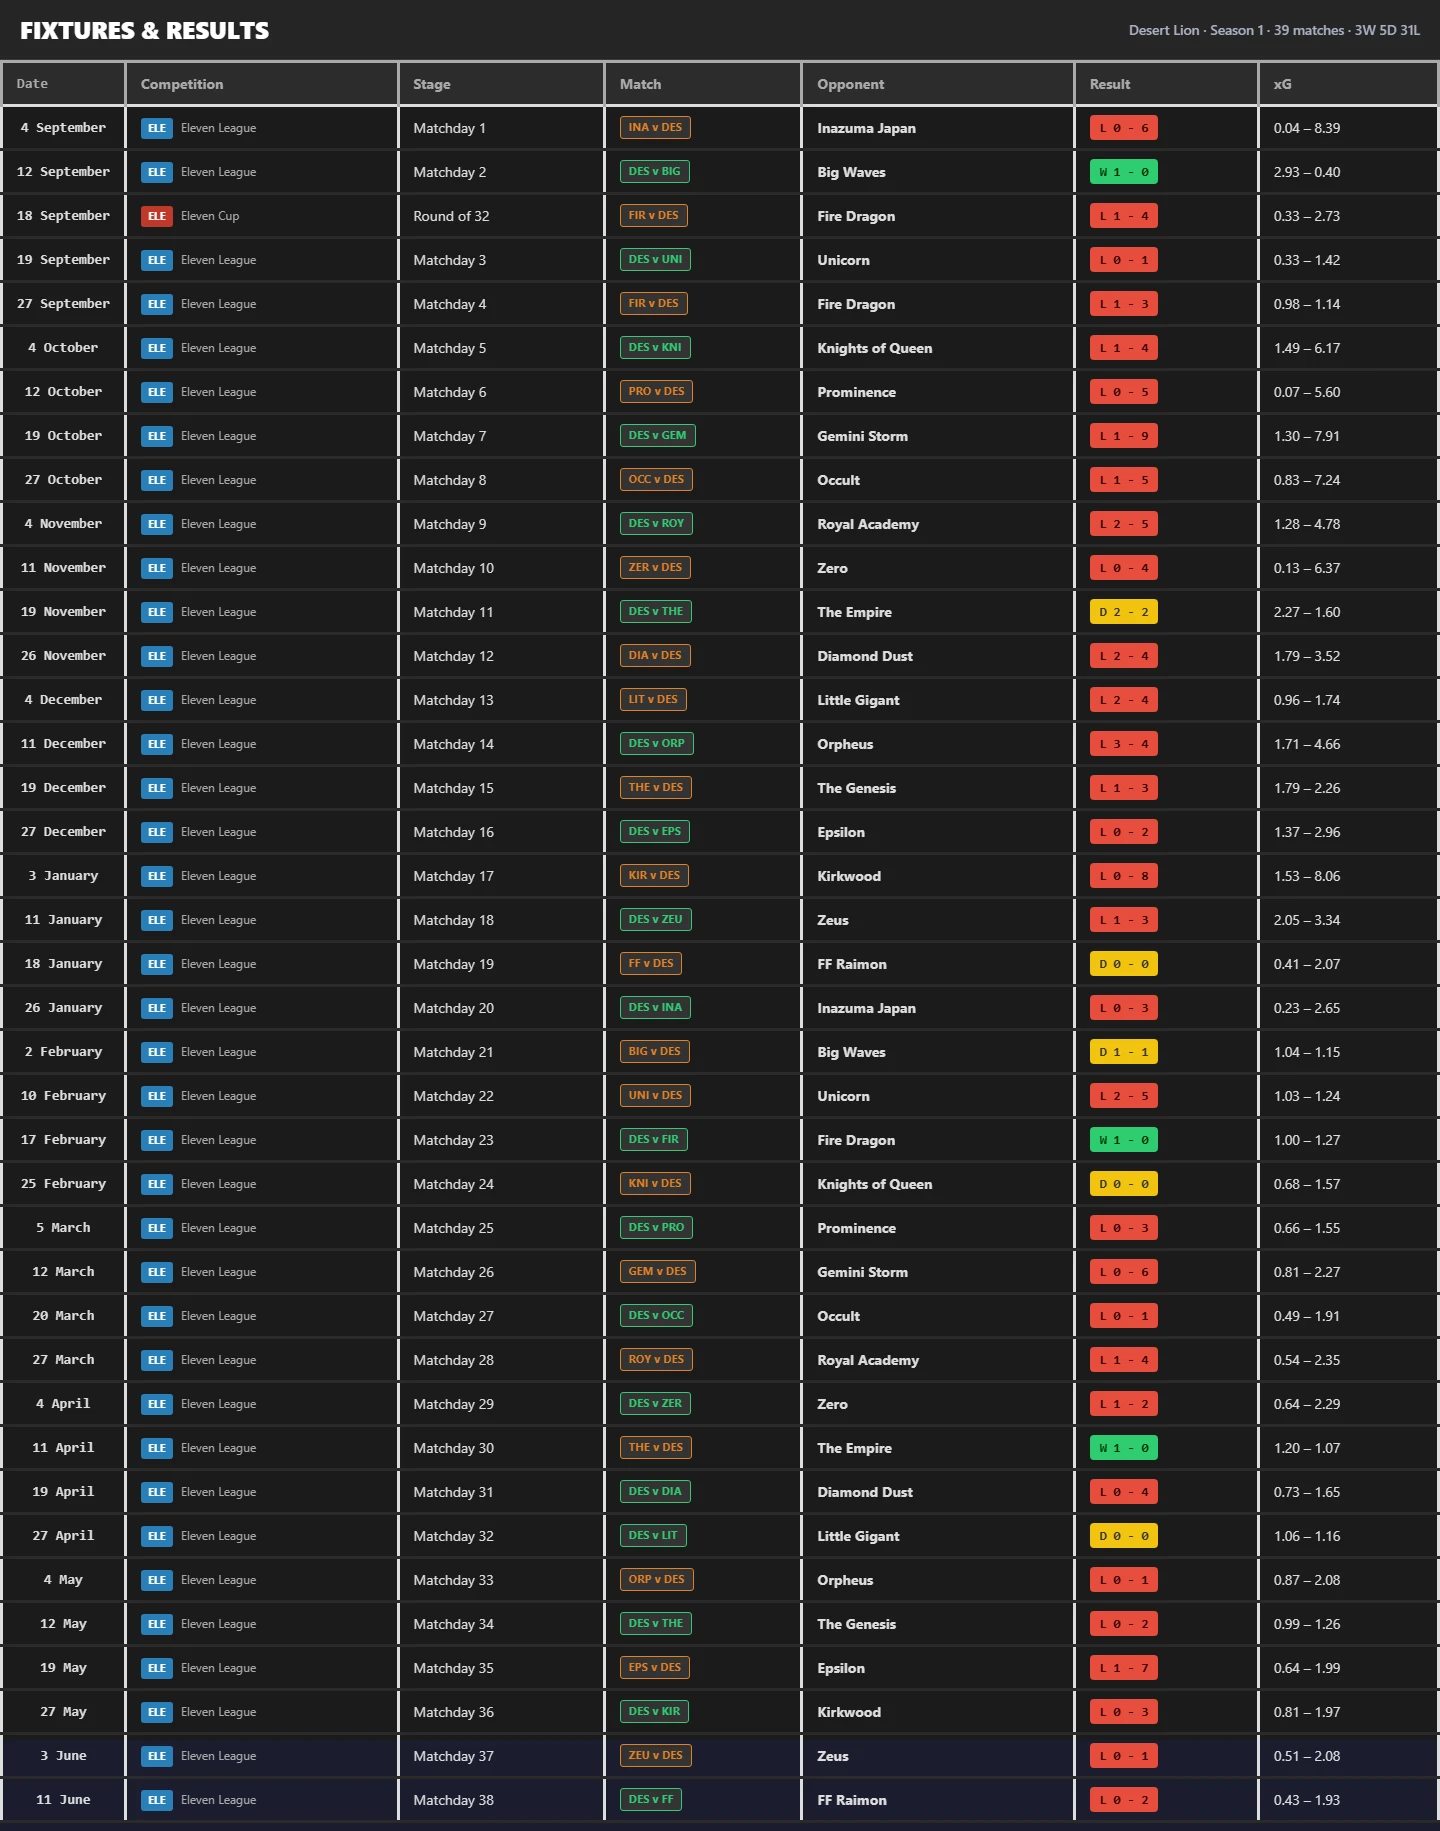 FIXTURES & RESULTS
Desert Lion · Season 1 · 39 matches · 3W 5D 31L
Date Competition Stage Match Opponent Result xG
4 September ELE Eleven League Matchday 1 INA v DES Inazuma Japan L 0 - 6 0.04 – 8.39
12 September ELE Eleven League Matchday 2 DES v BIG Big Waves W 1 - 0 2.93 – 0.40
18 September ELE Eleven Cup Round of 32 FIR v DES Fire Dragon L 1 - 4 0.33 – 2.73
19 September ELE Eleven League Matchday 3 DES v UNI Unicorn L 0 - 1 0.33 – 1.42
27 September ELE Eleven League Matchday 4 FIR v DES Fire Dragon L 1 - 3 0.98 – 1.14
4 October ELE Eleven League Matchday 5 DES v KNI Knights of Queen L 1 - 4 1.49 – 6.17
12 October ELE Eleven League Matchday 6 PRO v DES Prominence L 0 - 5 0.07 – 5.60
19 October ELE Eleven League Matchday 7 DES v GEM Gemini Storm L 1 - 9 1.30 – 7.91
27 October ELE Eleven League Matchday 8 OCC v DES Occult L 1 - 5 0.83 – 7.24
4 November ELE Eleven League Matchday 9 DES v ROY Royal Academy L 2 - 5 1.28 – 4.78
11 November ELE Eleven League Matchday 10 ZER v DES Zero L 0 - 4 0.13 – 6.37
19 November ELE Eleven League Matchday 11 DES v THE The Empire D 2 - 2 2.27 – 1.60
26 November ELE Eleven League Matchday 12 DIA v DES Diamond Dust L 2 - 4 1.79 – 3.52
4 December ELE Eleven League Matchday 13 LIT v DES Little Gigant L 2 - 4 0.96 – 1.74
11 December ELE Eleven League Matchday 14 DES v ORP Orpheus L 3 - 4 1.71 – 4.66
19 December ELE Eleven League Matchday 15 THE v DES The Genesis L 1 - 3 1.79 – 2.26
27 December ELE Eleven League Matchday 16 DES v EPS Epsilon L 0 - 2 1.37 – 2.96
3 January ELE Eleven League Matchday 17 KIR v DES Kirkwood L 0 - 8 1.53 – 8.06
11 January ELE Eleven League Matchday 18 DES v ZEU Zeus L 1 - 3 2.05 – 3.34
18 January ELE Eleven League Matchday 19 FF v DES FF Raimon D 0 - 0 0.41 – 2.07
26 January ELE Eleven League Matchday 20 DES v INA Inazuma Japan L 0 - 3 0.23 – 2.65
2 February ELE Eleven League Matchday 21 BIG v DES Big Waves D 1 - 1 1.04 – 1.15
10 February ELE Eleven League Matchday 22 UNI v DES Unicorn L 2 - 5 1.03 – 1.24
17 February ELE Eleven League Matchday 23 DES v FIR Fire Dragon W 1 - 0 1.00 – 1.27
25 February ELE Eleven League Matchday 24 KNI v DES Knights of Queen D 0 - 0 0.68 – 1.57
5 March ELE Eleven League Matchday 25 DES v PRO Prominence L 0 - 3 0.66 – 1.55
12 March ELE Eleven League Matchday 26 GEM v DES Gemini Storm L 0 - 6 0.81 – 2.27
20 March ELE Eleven League Matchday 27 DES v OCC Occult L 0 - 1 0.49 – 1.91
27 March ELE Eleven League Matchday 28 ROY v DES Royal Academy L 1 - 4 0.54 – 2.35
4 April ELE Eleven League Matchday 29 DES v ZER Zero L 1 - 2 0.64 – 2.29
11 April ELE Eleven League Matchday 30 THE v DES The Empire W 1 - 0 1.20 – 1.07
19 April ELE Eleven League Matchday 31 DES v DIA Diamond Dust L 0 - 4 0.73 – 1.65
27 April ELE Eleven League Matchday 32 DES v LIT Little Gigant D 0 - 0 1.06 – 1.16
4 May ELE Eleven League Matchday 33 ORP v DES Orpheus L 0 - 1 0.87 – 2.08
12 May ELE Eleven League Matchday 34 DES v THE The Genesis L 0 - 2 0.99 – 1.26
19 May ELE Eleven League Matchday 35 EPS v DES Epsilon L 1 - 7 0.64 – 1.99
27 May ELE Eleven League Matchday 36 DES v KIR Kirkwood L 0 - 3 0.81 – 1.97
3 June ELE Eleven League Matchday 37 ZEU v DES Zeus L 0 - 1 0.51 – 2.08
11 June ELE Eleven League Matchday 38 DES v FF FF Raimon L 0 - 2 0.43 – 1.93